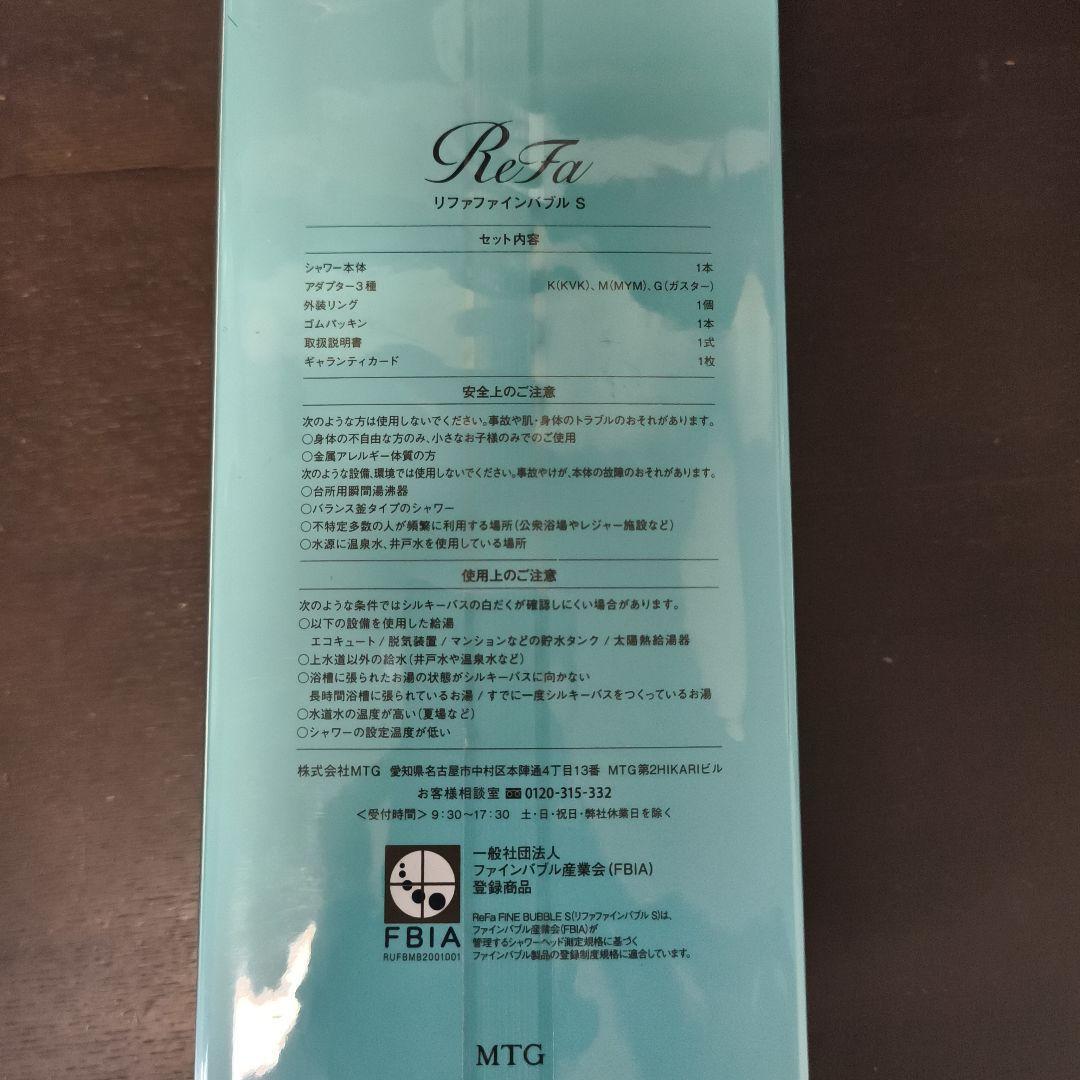 ReFa
リファファインバブル S
セット内容
シャワー本体 1本
アダプター3種 K(KVK)、M(MYM)、G(ガスター)
外装リング 1個
ゴムパッキン 1本
取扱説明書 1式
ギャランティカード 1枚
安全上のご注意
次のような方は使用しないでください。事故や肌・身体のトラブルのおそれがあります。
○身体の不自由な方のみ、小さなお子様のみでのご使用
○金属アレルギー体質の方
次のような設備、環境では使用しないでください。事故やけが、本体の故障のおそれがあります。
○台所用瞬間湯沸器
○バランス釜タイプのシャワー
○不特定多数の人が頻繁に利用する場所(公衆浴場やレジャー施設など)
○水源に温泉水、井戸水を使用している場所
使用上のご注意
次のような条件ではシルキーバスの白だくが確認しにくい場合があります。
○以下の設備を使用した給湯
エコキュート / 脱気装置 / マンションなどの貯水タンク / 太陽熱給湯器
○上水道以外の給水(井戸水や温泉水など)
○浴槽に張られたお湯の状態がシルキーバスに向かない
長時間浴槽に張られているお湯 / すでに一度シルキーバスをつくっているお湯
○水道水の温度が高い(夏場など)
○シャワーの設定温度が低い
株式会社MTG 愛知県名古屋市中村区本陣通4丁目13番 MTG第2HIKARIビル
お客様相談室 0120-315-332
<受付時間> 9:30~17:30 土・日・祝日・弊社休業日を除く
一般社団法人
ファインバブル産業会(FBIA)
登録商品
FBIA
RUFBMB2001001
ReFa FINE BUBBLE S(リファファインバブル S)は、
ファインバブル産業会(FBIA)が
管理するシャワーヘッド測定規格に基づく
ファインバブル製品の登録制度規格に適合しています。
MTG